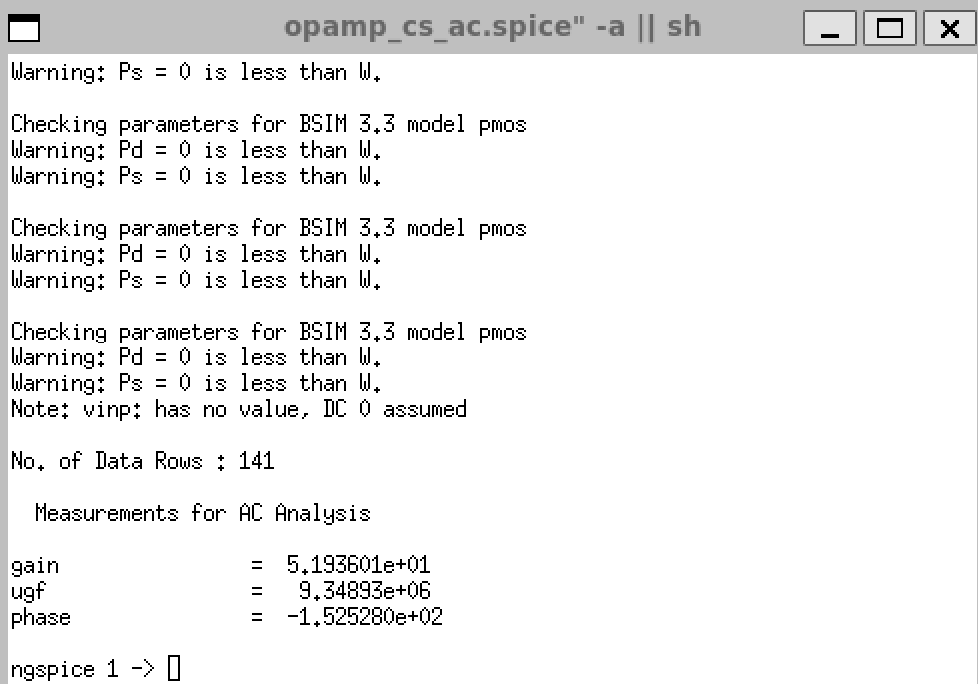 opamp_cs_ac.spice" -a || sh
Warning: Ps = 0 is less than W.
Checking parameters for BSIM 3.3 model pmos
Warning: Pd = 0 is less than W.
Warning: Ps = 0 is less than W.
Checking parameters for BSIM 3.3 model pmos
Warning: Pd = 0 is less than W.
Warning: Ps = 0 is less than W.
Checking parameters for BSIM 3.3 model pmos
Warning: Pd = 0 is less than W.
Warning: Ps = 0 is less than W.
Note: vinp: has no value, DC 0 assumed
No. of Data Rows : 141
Measurements for AC Analysis
gain = 5.193601e+01
ugf = 9.34893e+06
phase = -1.525280e+02
ngspice 1 ->